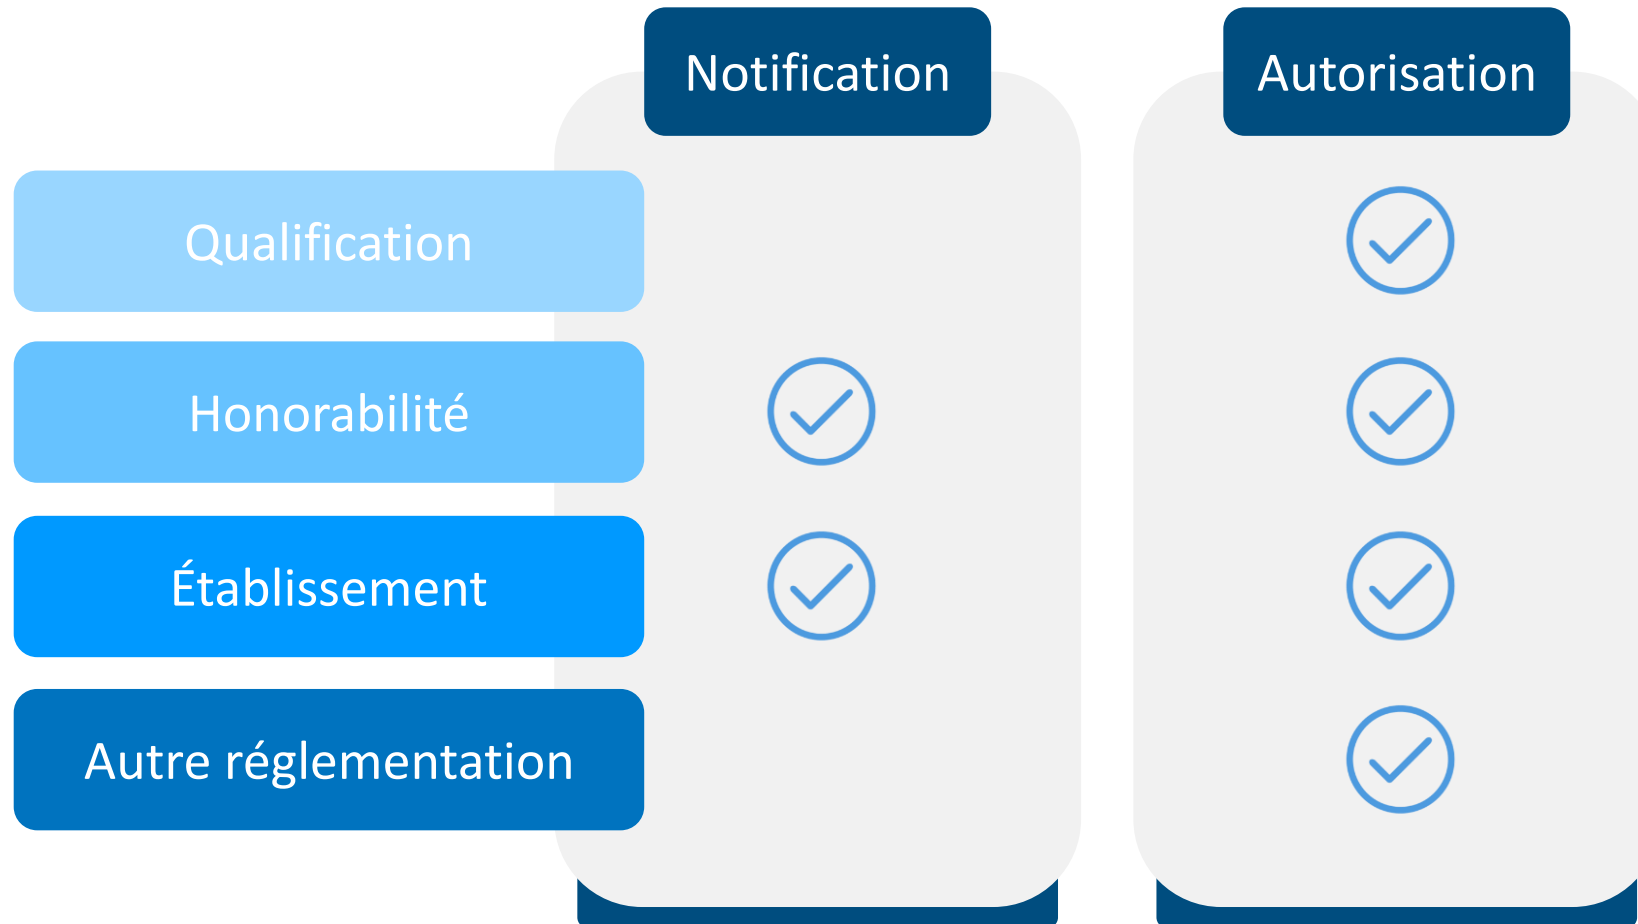 Notification
Autorisation
Qualification
Honorabilité
Établissement
Autre réglementation